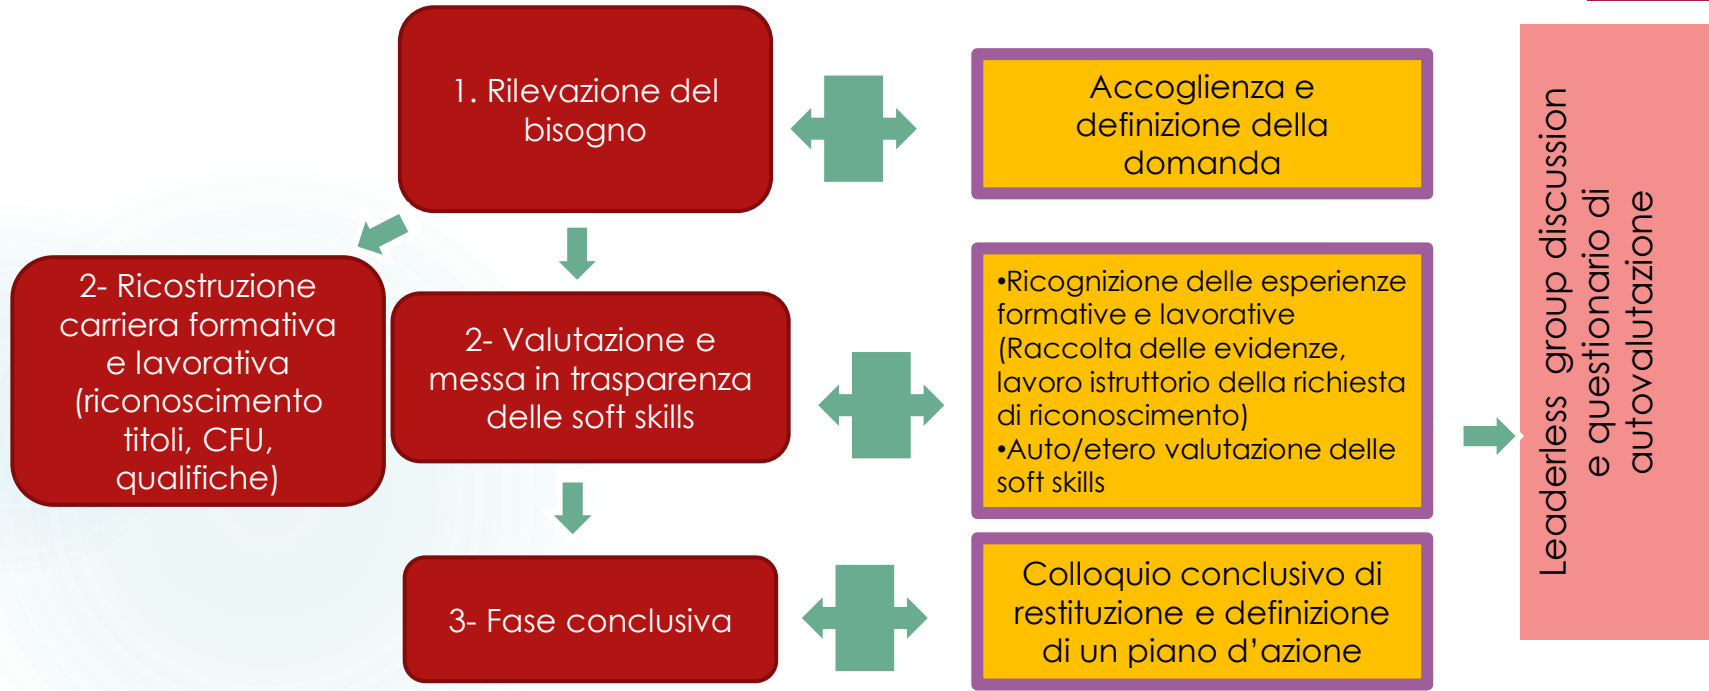 1. Rilevazione del
bisogno
Accoglienza e
definizione della
domanda
2- Ricostruzione
carriera formativa
e lavorativa
(riconoscimento
titoli, CFU,
qualifiche)
2- Valutazione e
messa in trasparenza
delle soft skills
•Ricognizione delle esperienze
formative e lavorative
(Raccolta delle evidenze,
lavoro istruttorio della richiesta
di riconoscimento)
•Auto/etero valutazione delle
soft skills
3- Fase conclusiva
Colloquio conclusivo di
restituzione e definizione
di un piano d’azione
Leaderless group discussion
e questionario di
autovalutazione